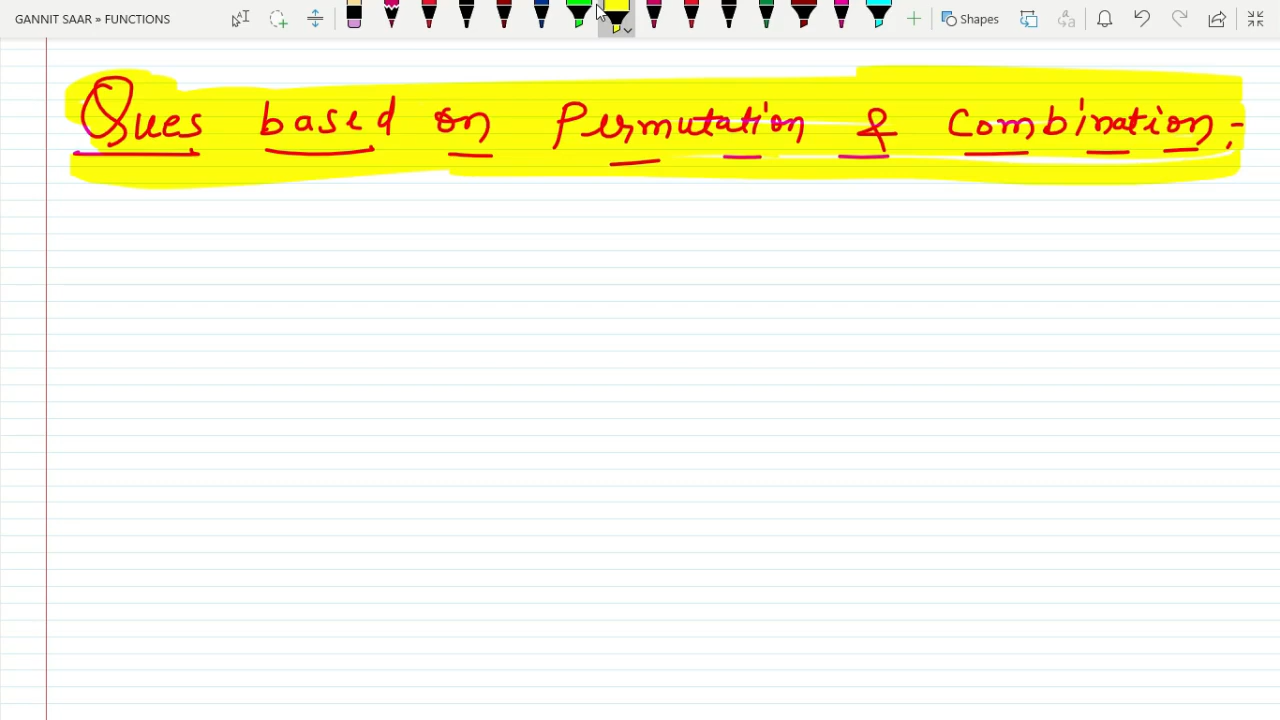 GANNIT SAAR » FUNCTIONS
Shapes
Ques based on Permutation & Combination:-